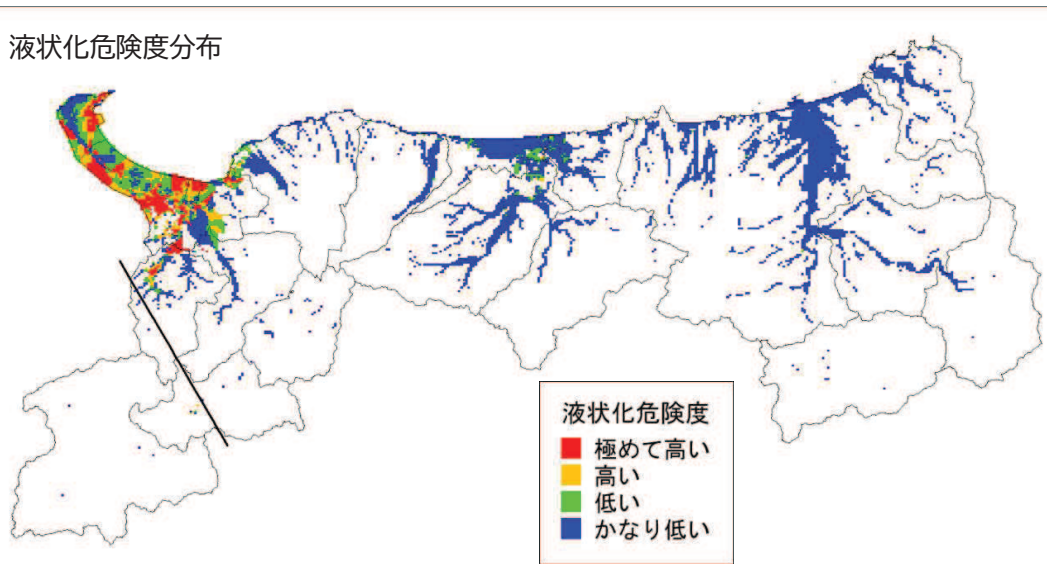 液状化危険度分布
液状化危険度
極めて高い
高い
低い
かなり低い